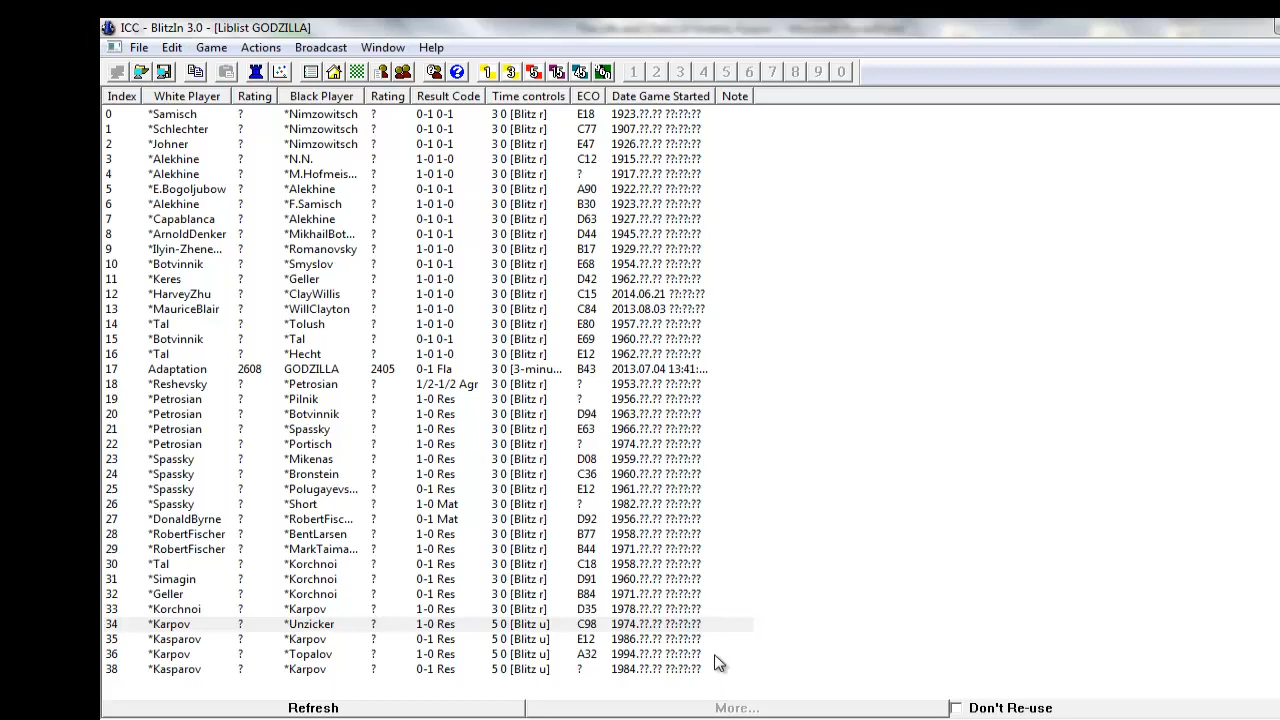 ICC - BlitzIn 3.0 - [Liblist GODZILLA]
File Edit Game Actions Broadcast Window Help
1 3 5 15 45 1 2 3 4 5 6 7 8 9 0
Index White Player Rating Black Player Rating Result Code Time controls ECO Date Game Started Note
0 *Samisch ? *Nimzowitsch ? 0-1 0-1 3 0 [Blitz r] E18 1923.??.?? ??:??:??
1 *Schlechter ? *Nimzowitsch ? 0-1 0-1 3 0 [Blitz r] C77 1907.??.?? ??:??:??
2 *Johner ? *Nimzowitsch ? 0-1 0-1 3 0 [Blitz r] E47 1926.??.?? ??:??:??
3 *Alekhine ? *N.N. ? 1-0 1-0 3 0 [Blitz r] C12 1915.??.?? ??:??:??
4 *Alekhine ? *M.Hofmeis... ? 1-0 1-0 3 0 [Blitz r] ? 1917.??.?? ??:??:??
5 *E.Bogoljubow ? *Alekhine ? 0-1 0-1 3 0 [Blitz r] A90 1922.??.?? ??:??:??
6 *Alekhine ? *F.Samisch ? 1-0 1-0 3 0 [Blitz r] B30 1923.??.?? ??:??:??
7 *Capablanca ? *Alekhine ? 0-1 0-1 3 0 [Blitz r] D63 1927.??.?? ??:??:??
8 *ArnoldDenker ? *MikhailBot... ? 0-1 0-1 3 0 [Blitz r] D44 1945.??.?? ??:??:??
9 *Ilyin-Zhene... ? *Romanovsky ? 1-0 1-0 3 0 [Blitz r] B17 1929.??.?? ??:??:??
10 *Botvinnik ? *Smyslov ? 0-1 0-1 3 0 [Blitz r] E68 1954.??.?? ??:??:??
11 *Keres ? *Geller ? 1-0 1-0 3 0 [Blitz r] D42 1962.??.?? ??:??:??
12 *HarveyZhu ? *ClayWillis ? 1-0 1-0 3 0 [Blitz r] C15 2014.06.21 ??:??:??
13 *MauriceBlair ? *WillClayton ? 1-0 1-0 3 0 [Blitz r] C84 2013.08.03 ??:??:??
14 *Tal ? *Tolush ? 1-0 1-0 3 0 [Blitz r] E80 1957.??.?? ??:??:??
15 *Botvinnik ? *Tal ? 0-1 0-1 3 0 [Blitz r] E69 1960.??.?? ??:??:??
16 *Tal ? *Hecht ? 1-0 1-0 3 0 [Blitz r] E12 1962.??.?? ??:??:??
17 Adaptation 2608 GODZILLA 2405 0-1 Fla 3 0 [3-minu... B43 2013.07.04 13:41:...
18 *Reshevsky ? *Petrosian ? 1/2-1/2 Agr 3 0 [Blitz r] ? 1953.??.?? ??:??:??
19 *Petrosian ? *Pilnik ? 1-0 Res 3 0 [Blitz r] ? 1956.??.?? ??:??:??
20 *Petrosian ? *Botvinnik ? 1-0 Res 3 0 [Blitz r] D94 1963.??.?? ??:??:??
21 *Petrosian ? *Spassky ? 1-0 Res 3 0 [Blitz r] E63 1966.??.?? ??:??:??
22 *Petrosian ? *Portisch ? 1-0 Res 3 0 [Blitz r] ? 1974.??.?? ??:??:??
23 *Spassky ? *Mikenas ? 1-0 Res 3 0 [Blitz r] D08 1959.??.?? ??:??:??
24 *Spassky ? *Bronstein ? 1-0 Res 3 0 [Blitz r] C36 1960.??.?? ??:??:??
25 *Spassky ? *Polugayevs... ? 0-1 Res 3 0 [Blitz r] E12 1961.??.?? ??:??:??
26 *Spassky ? *Short ? 1-0 Mat 3 0 [Blitz r] ? 1982.??.?? ??:??:??
27 *DonaldByrne ? *RobertFisc... ? 0-1 Mat 3 0 [Blitz r] D92 1956.??.?? ??:??:??
28 *RobertFischer ? *BentLarsen ? 1-0 Res 3 0 [Blitz r] B77 1958.??.?? ??:??:??
29 *RobertFischer ? *MarkTaima... ? 1-0 Res 3 0 [Blitz r] B44 1971.??.?? ??:??:??
30 *Tal ? *Korchnoi ? 0-1 Res 3 0 [Blitz r] C18 1958.??.?? ??:??:??
31 *Simagin ? *Korchnoi ? 0-1 Res 3 0 [Blitz r] D91 1960.??.?? ??:??:??
32 *Geller ? *Korchnoi ? 0-1 Res 3 0 [Blitz r] B84 1971.??.?? ??:??:??
33 *Korchnoi ? *Karpov ? 1-0 Res 3 0 [Blitz r] D35 1978.??.?? ??:??:??
34 *Karpov ? *Unzicker ? 1-0 Res 5 0 [Blitz u] C98 1974.??.?? ??:??:??
35 *Kasparov ? *Karpov ? 0-1 Res 5 0 [Blitz u] E12 1986.??.?? ??:??:??
36 *Karpov ? *Topalov ? 1-0 Res 5 0 [Blitz u] A32 1994.??.?? ??:??:??
38 *Kasparov ? *Karpov ? 0-1 Res 5 0 [Blitz u] ? 1984.??.?? ??:??:??
Refresh More... Don't Re-use